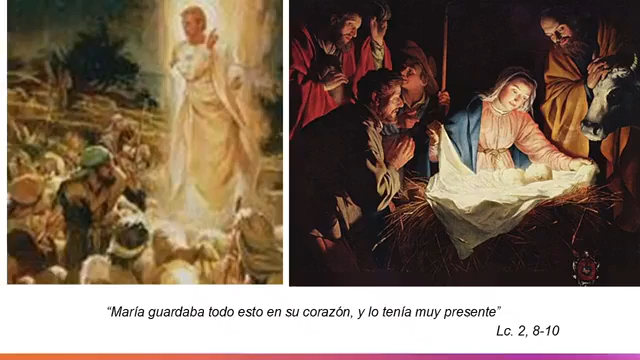 “María guardaba todo esto en su corazón, y lo tenía muy presente”
Lc. 2, 8-10